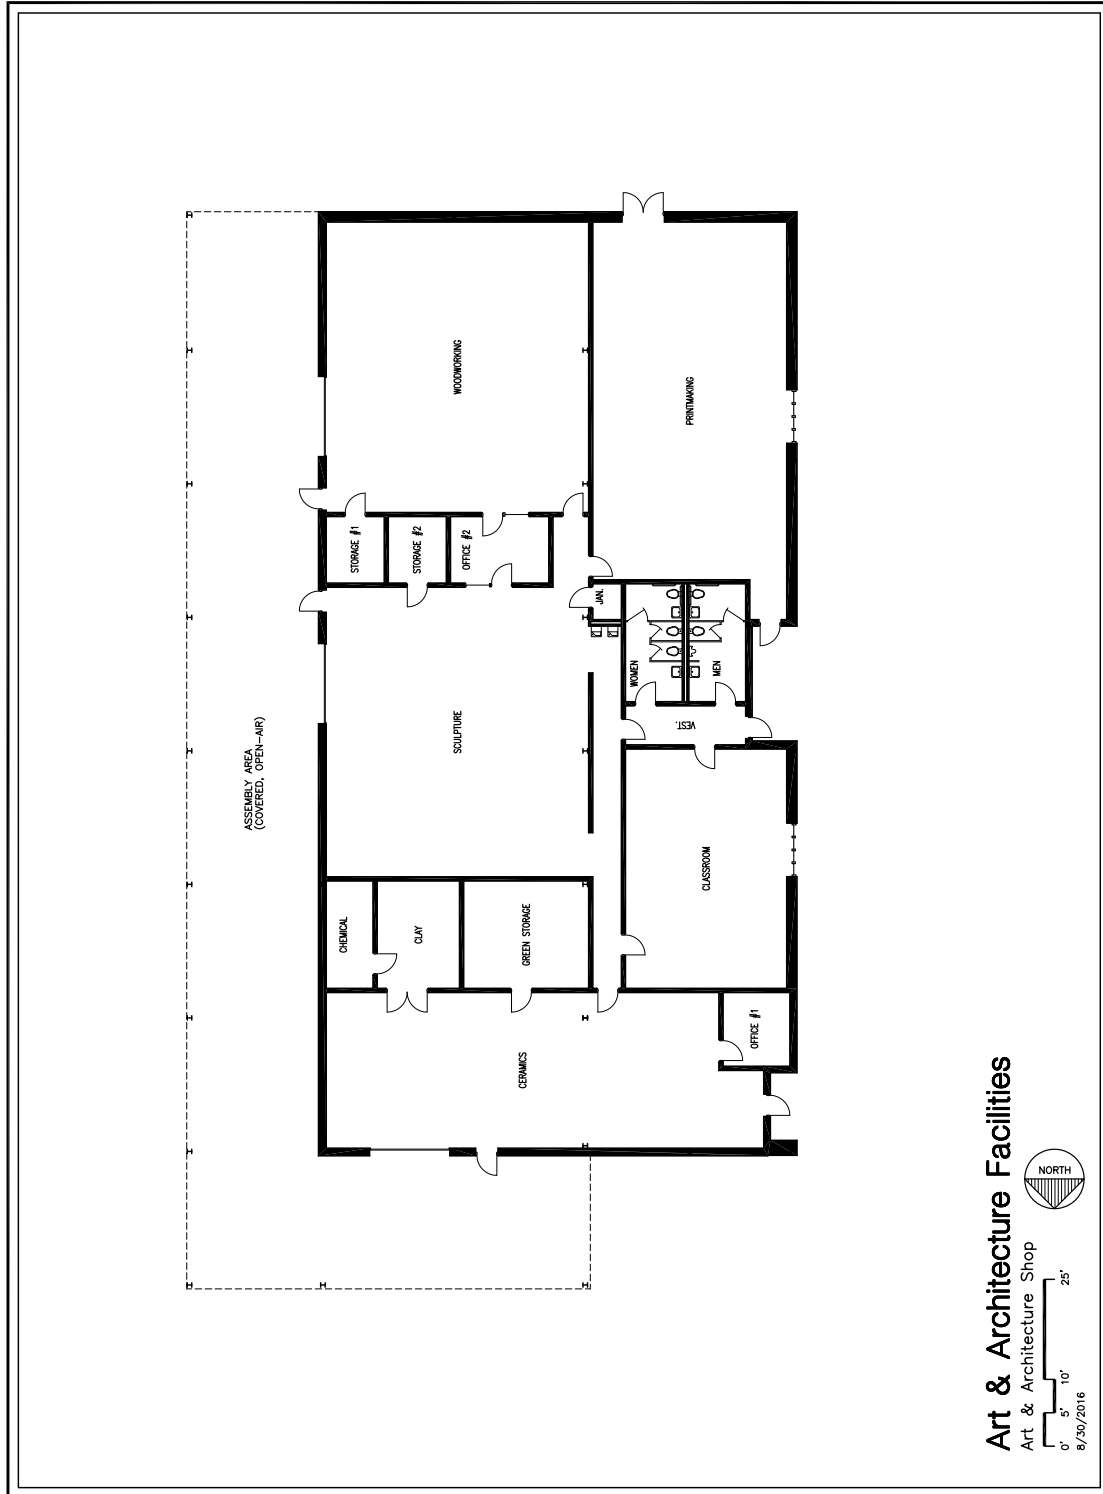 ASSEMBLY AREA
(COVERED, OPEN-AIR)
WOODWORKING
PRINTMAKING
STORAGE #1
STORAGE #2
OFFICE #2
JAN.
WOMEN
MEN
VEST.
SCULPTURE
CLASSROOM
CHEMICAL
CLAY
GREEN STORAGE
CERAMICS
OFFICE #1
Art & Architecture Facilities
Art & Architecture Shop
NORTH
0' 5' 10' 25'
8/30/2016